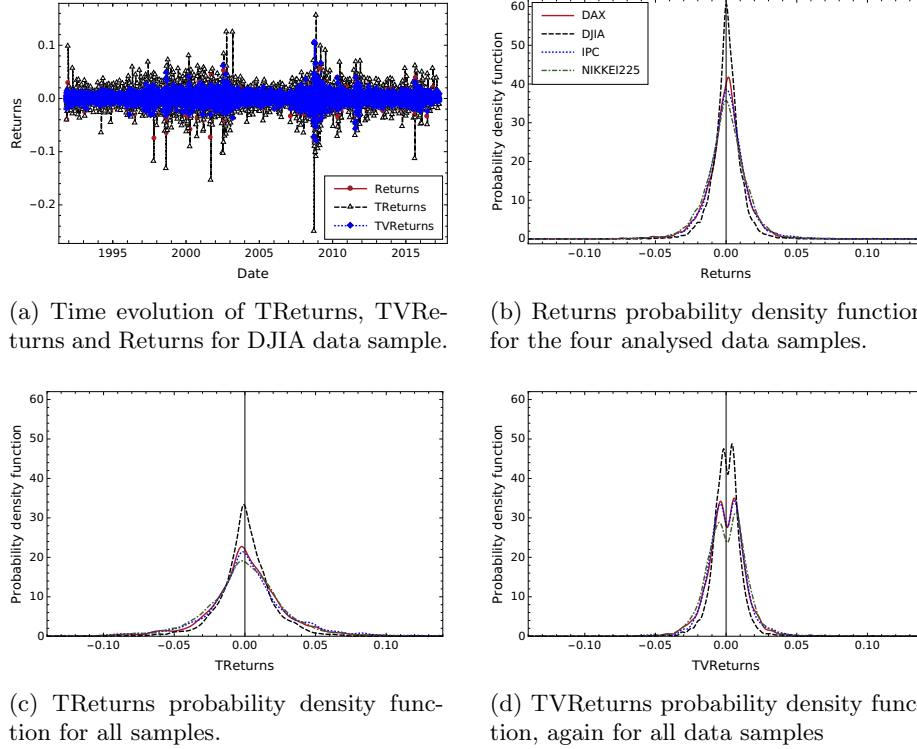 0.1
0.0
−0.1
−0.2
Returns
Returns
TReturns
TVReturns
1995
2000
2005
2010
2015
Date
60
50
40
30
20
10
0
Probability density function
DAX
DJIA
IPC
NIKKEI225
−0.10
−0.05
0.00
0.05
0.10
Returns
(a) Time evolution of TReturns, TVRe-
turns and Returns for DJIA data sample.
(b) Returns probability density function
for the four analysed data samples.
60
50
40
30
20
10
0
Probability density function
−0.10
−0.05
0.00
0.05
0.10
TReturns
60
50
40
30
20
10
0
Probability density function
−0.10
−0.05
0.00
0.05
0.10
TVReturns
(c) TReturns probability density func-
tion for all samples.
(d) TVReturns probability density func-
tion, again for all data samples